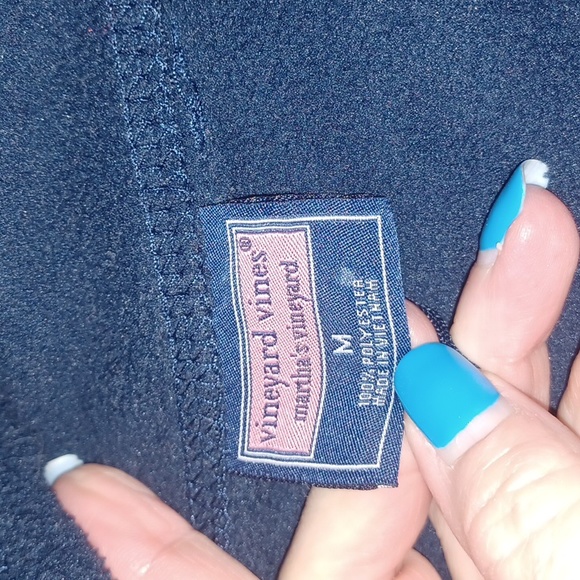 vineyard vines®
martha's vineyard
M
100% POLYESTER
MADE IN VIETNAM